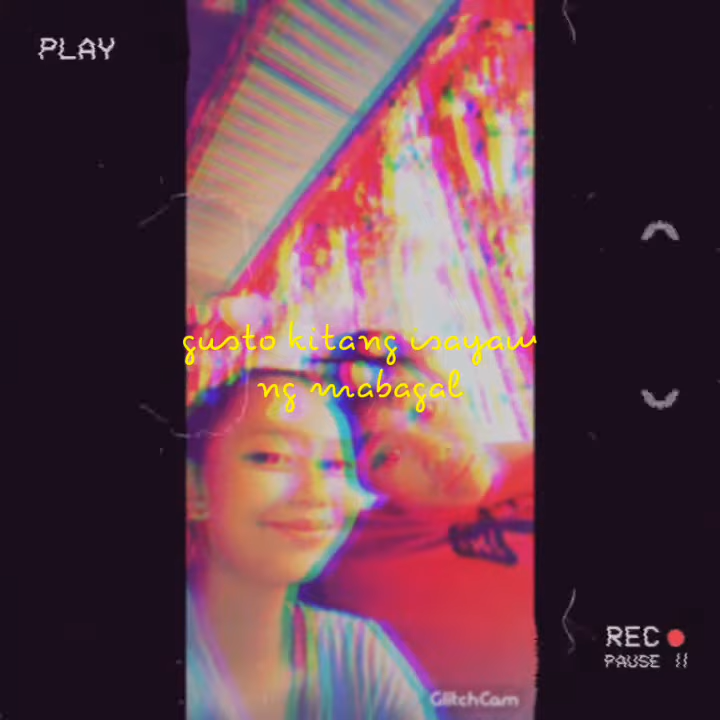 PLAY
gusto kitang isayaw
ng mabagal
REC
PAUSE
GlitchCam